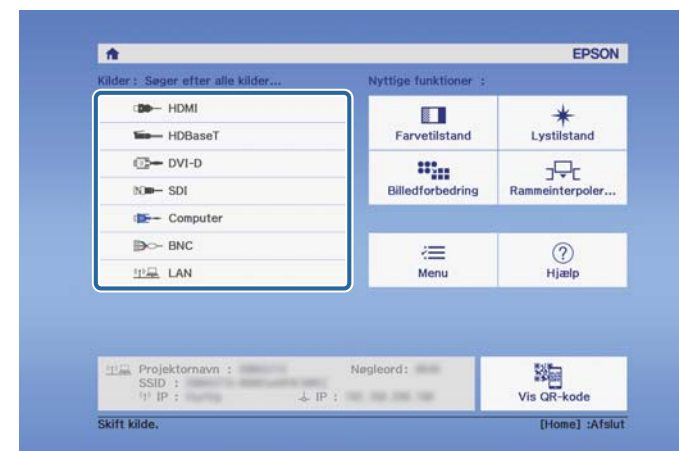 EPSON
Kilder : Søger efter alle kilder...
HDMI
HDBaseT
DVI-D
SDI
Computer
BNC
LAN
Nyttige funktioner :
Farvetilstand
Lystilstand
Billedforbedring
Rammeinterpoler...
Menu
Hjælp
Projektornavn :
Nøgleord:
SSID :
IP :
IP :
Vis QR-kode
Skift kilde.
[Home] :Afslut